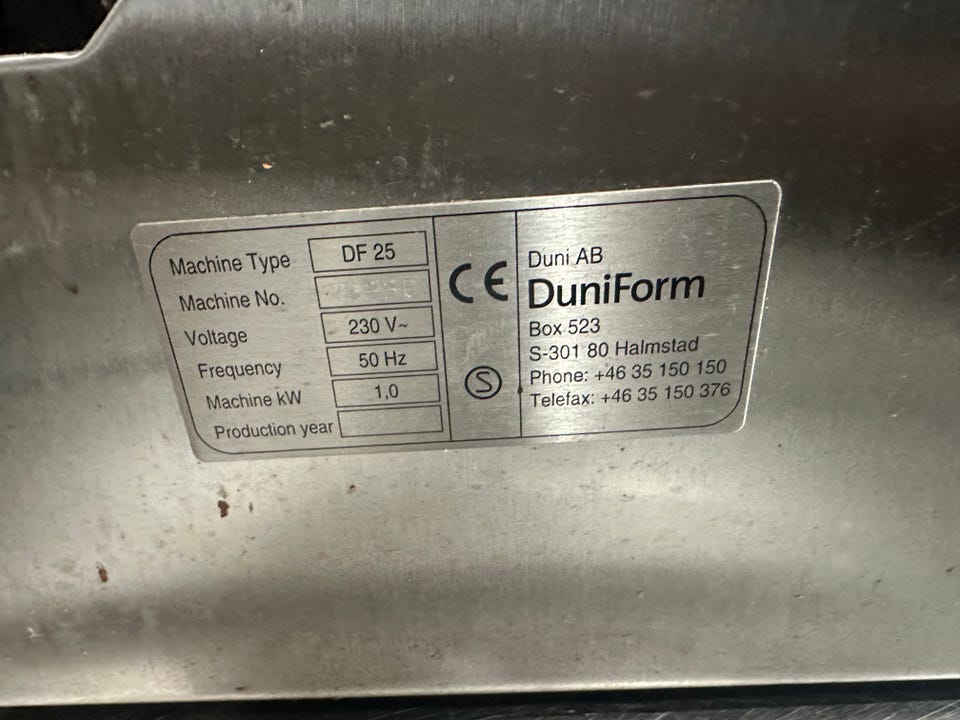 Machine Type DF 25
Machine No.
Voltage 230 V~
Frequency 50 Hz
Machine kW 1,0
Production year
CE
S
Duni AB
DuniForm
Box 523
S-301 80 Halmstad
Phone: +46 35 150 150
Telefax: +46 35 150 376